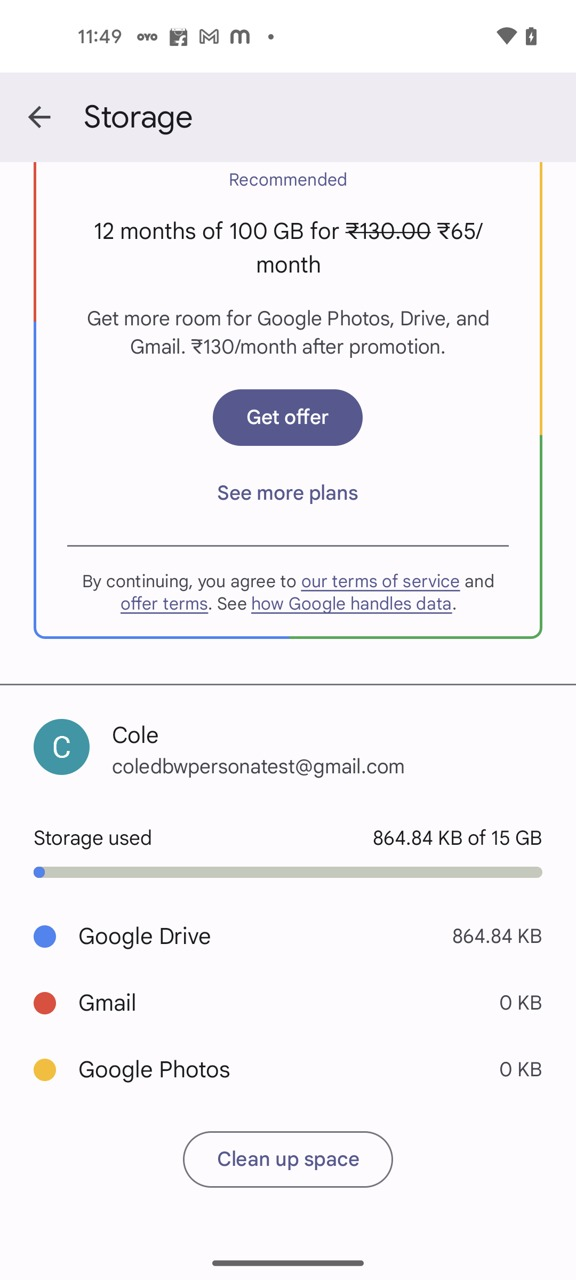 11:49 OYO M m
Storage
Recommended
12 months of 100 GB for ₹130.00 ₹65/
month
Get more room for Google Photos, Drive, and
Gmail. ₹130/month after promotion.
Get offer
See more plans
By continuing, you agree to our terms of service and
offer terms. See how Google handles data.
C
Cole
coledbwpersonatest@gmail.com
Storage used 864.84 KB of 15 GB
Google Drive 864.84 KB
Gmail 0 KB
Google Photos 0 KB
Clean up space